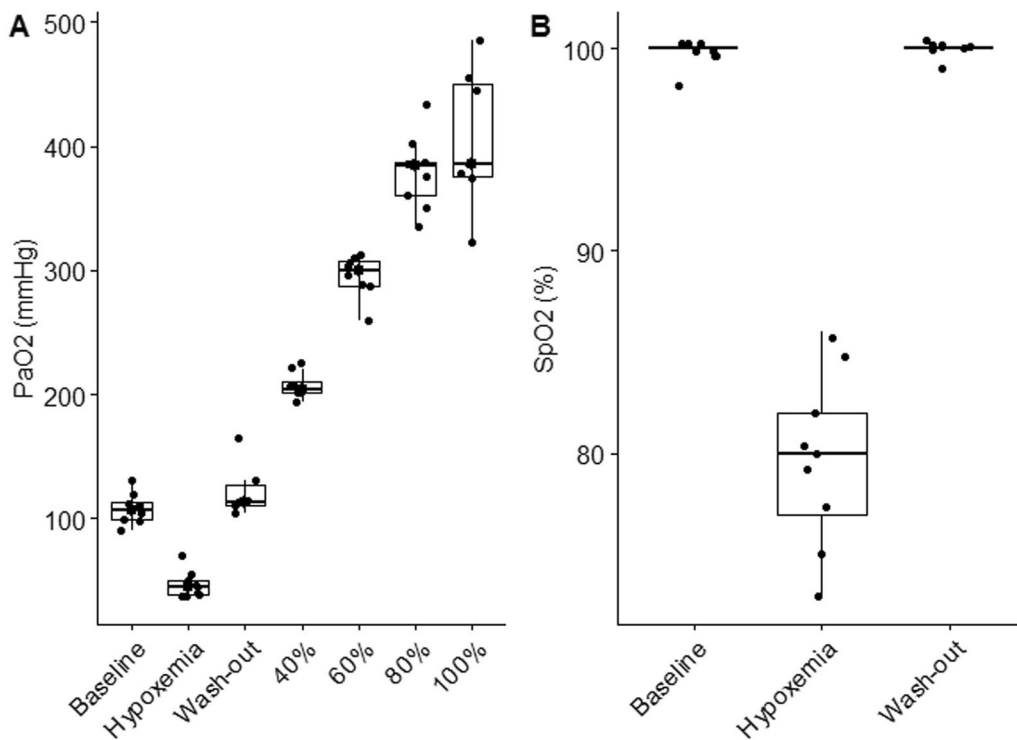 A
PaO2 (mmHg)
500
400
300
200
100
Baseline
Hypoxemia
Wash-out
40%
60%
80%
100%
B
SpO2 (%)
100
90
80
Baseline
Hypoxemia
Wash-out